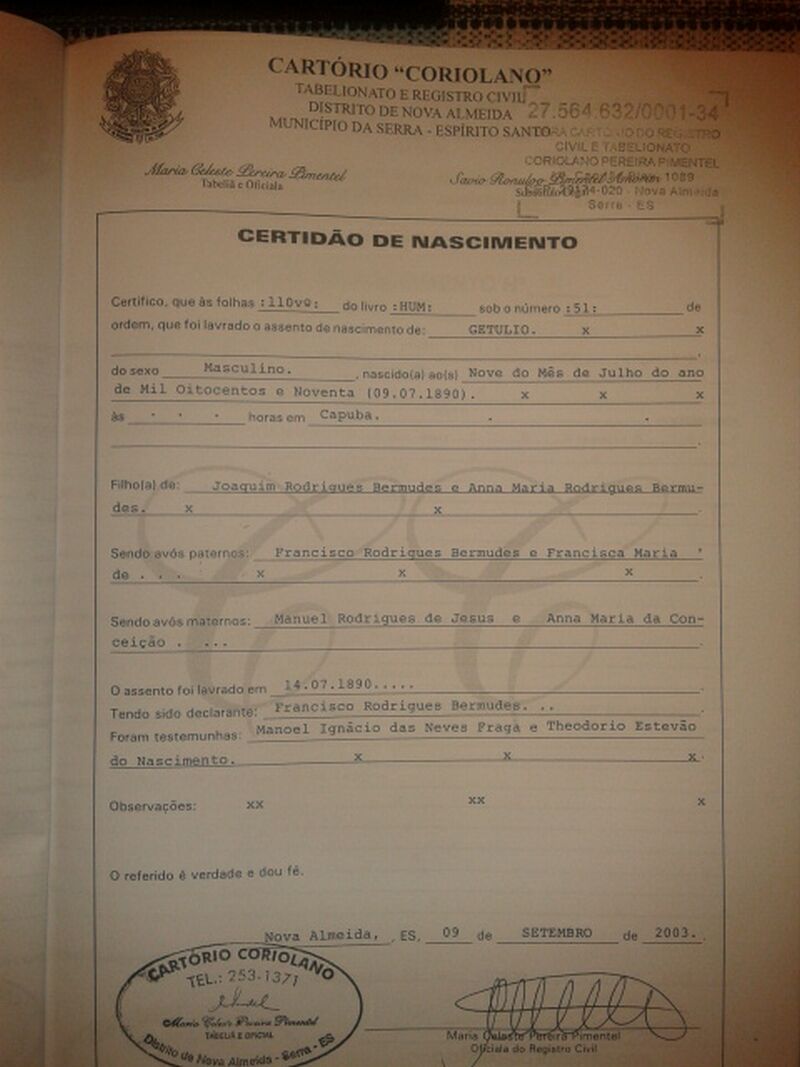 CARTÓRIO "CORIOLANO"
TABELIONATO E REGISTRO CIVIL
DISTRITO DE NOVA ALMEIDA
MUNICÍPIO DA SERRA - ESPÍRITO SANTO
27.564.632/0001-34
CARTÓRIO DO REGISTRO
CIVIL E TABELIONATO
CORIOLANO PEREIRA PIMENTEL
1089
020 - Nova Almeida
Serra - ES
Maria Celeste Pereira Pimentel
Tabeliã e Oficiala
Savio Romulo Pimentel
CERTIDÃO DE NASCIMENTO
Certifico, que às folhas :110vº: do livro :HUM: sob o número :51: de
ordem, que foi lavrado o assento de nascimento de: GETULIO. x x
do sexo Masculino. , nascido(a) ao(s) Nove do Mês de Julho do ano
de Mil Oitocentos e Noventa (09.07.1890). x x x
às . . . horas em Capuba. . .
Filho(a) de: Joaquim Rodrigues Bermudes e Anna Maria Rodrigues Bermu-
des. x x
Sendo avós paternos: Francisco Rodrigues Bermudes e Francisca Maria '
de . . . x x x
Sendo avós maternos: Manuel Rodrigues de Jesus e Anna Maria da Con-
ceição . ...
O assento foi lavrado em 14.07.1890.....
Tendo sido declarante: Francisco Rodrigues Bermudes. ..
Foram testemunhas: Manoel Ignácio das Neves Fraga e Theodorio Estevão
do Nascimento. x x x
Observações: xx xx x
O referido é verdade e dou fé.
Nova Almeida, , ES, 09 de SETEMBRO de 2003.
CARTÓRIO CORIOLANO
TEL.: 253-1371
Maria Celeste Pereira Pimentel
TABELIÃ E OFICIAL
Distrito de Nova Almeida - Serra - ES
Maria Celeste Pereira Pimentel
Oficiala do Registro Civil